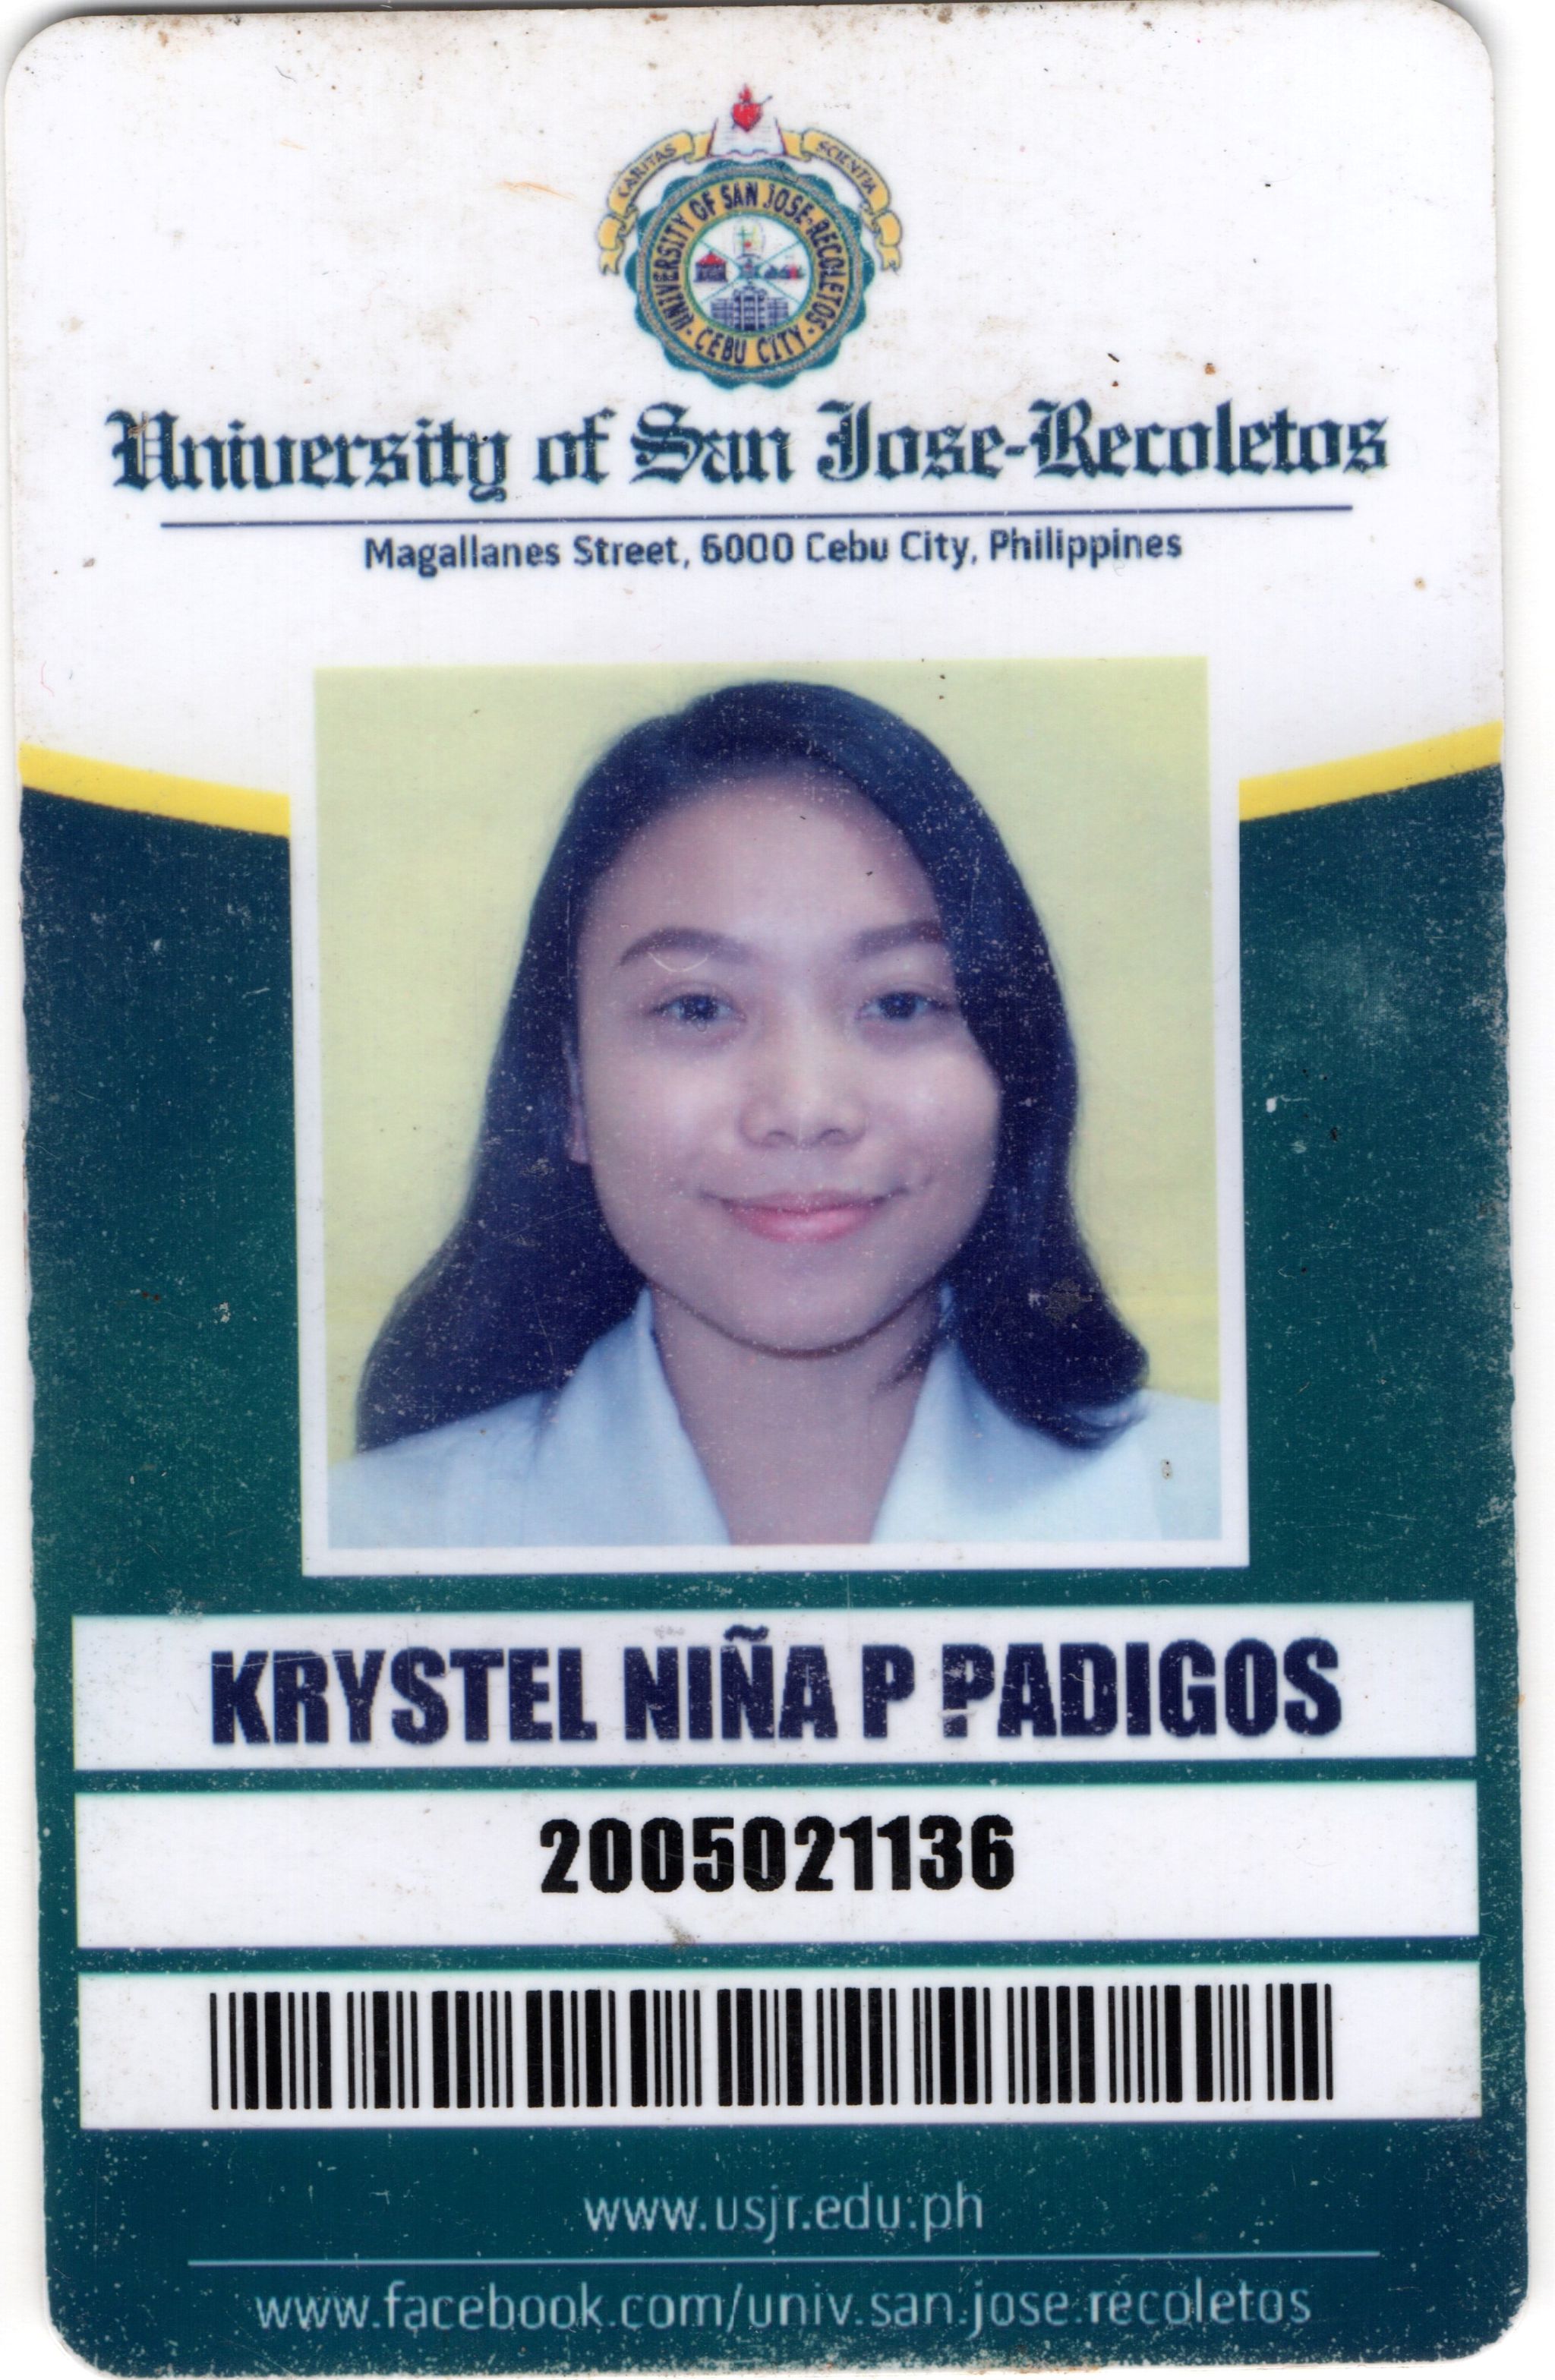 CARITAS SCIENTIA
UNIVERSITY OF SAN JOSE-RECOLETOS
· CEBU CITY ·
University of San Jose-Recoletos
Magallanes Street, 6000 Cebu City, Philippines
KRYSTEL NIÑA P PADIGOS
2005021136
www.usjr.edu.ph
www.facebook.com/univ.san.jose.recoletos